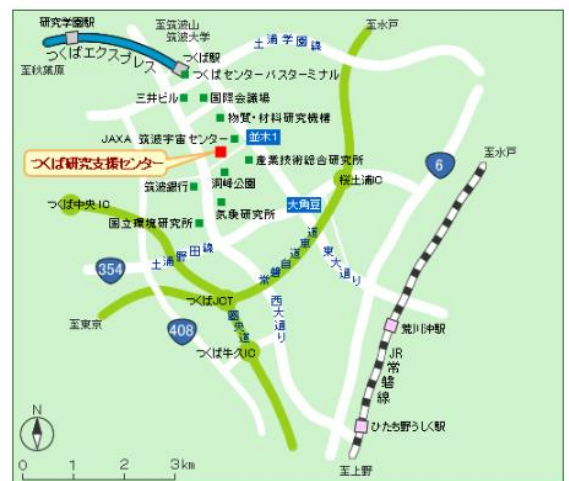 至筑波山
筑波大学
至水戸
研究学園駅
つくばエクスプレス
土浦学園線
つくば駅
至秋葉原
つくばセンターバスターミナル
三井ビル
国際会議場
物質・材料研究機構
JAXA 筑波宇宙センター
並木1
つくば研究支援センター
産業技術総合研究所
6
至水戸
洞峰公園
筑波銀行
桜土浦IC
つくば中央IC
気象研究所
大角豆
国立環境研究所
土浦野田線
常磐自動車道
東大通り
354
つくばJCT
西大通り
至東京
408
圏央道
荒川沖駅
つくば牛久IC
JR常磐線
N
ひたち野うしく駅
0 1 2 3km
至上野